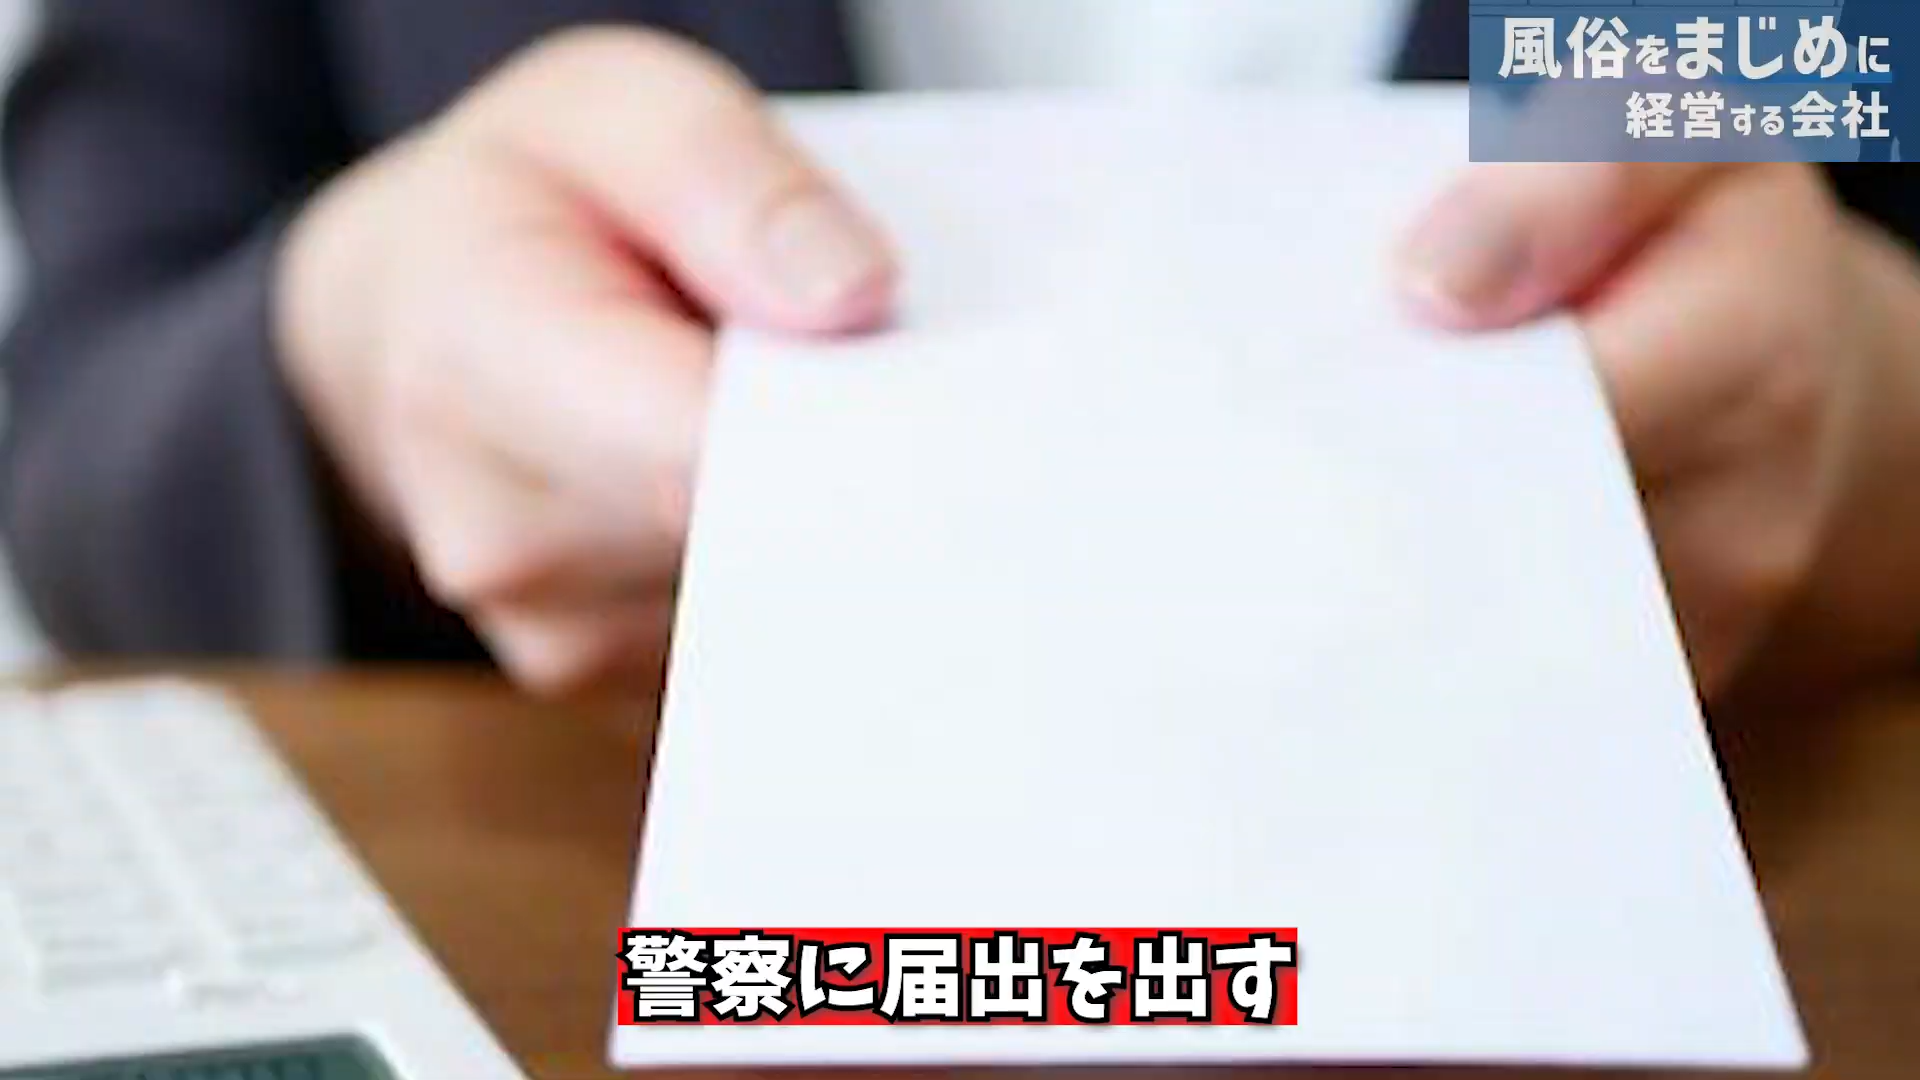 風俗をまじめに
経営する会社
警察に届出を出す